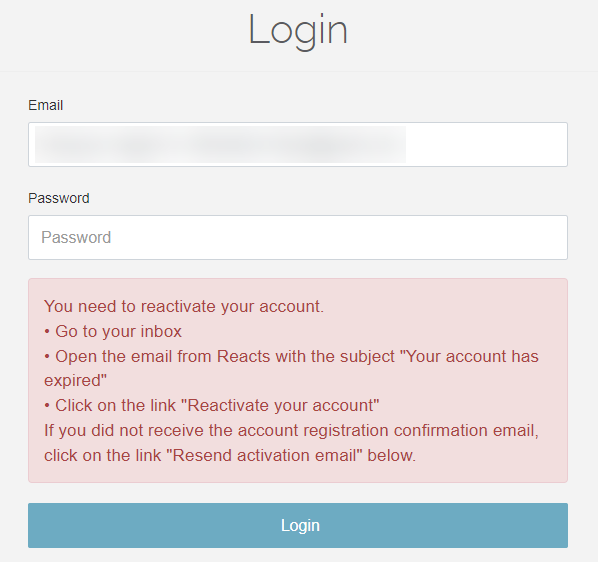 Login
Email
Password
Password
You need to reactivate your account.
• Go to your inbox
• Open the email from Reacts with the subject "Your account has
expired"
• Click on the link "Reactivate your account"
If you did not receive the account registration confirmation email,
click on the link "Resend activation email" below.
Login